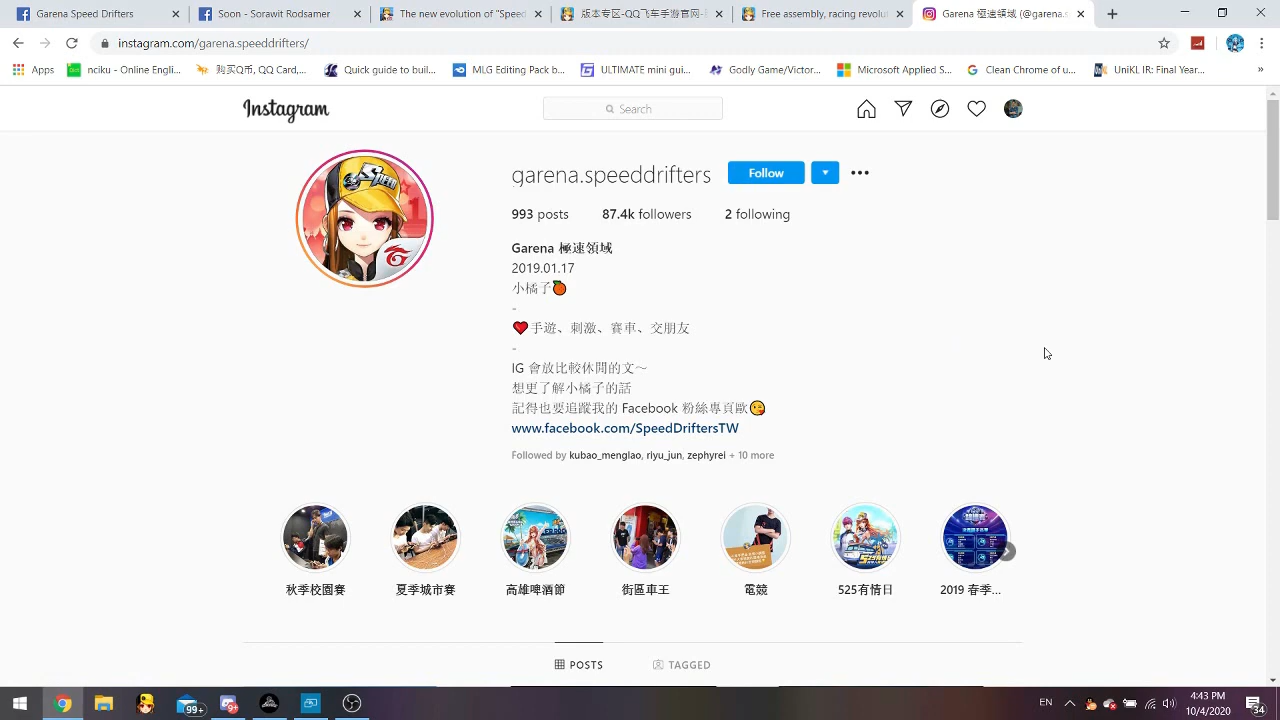 Garena Speed Drifters
Son - Sorawit Rodsamer
The new evolution of "Speed
版本专区-QQ飞车手游官网-
Free assembly, racing revolut
Garena 極速領域 (@garena.s
instagram.com/garena.speeddrifters/
Apps
nciku - Online Engli...
购买Q币, QQ Card,...
Quick guide to buil...
MLG Edging Pack b...
ULTIMATE mini gui...
Godly Gaming/Victor...
Microsoft Applied S...
Clean Chrome of u...
UniKL IR: Final Year...
»
Instagram
Search
garena.speeddrifters
Follow
993 posts 87.4k followers 2 following
Garena 極速領域
2019.01.17
小橘子🍊
-
❤️手遊、刺激、賽車、交朋友
-
IG 會放比較休閒的文～
想更了解小橘子的話
記得也要追蹤我的 Facebook 粉絲專頁歐😘
www.facebook.com/SpeedDriftersTW
Followed by kubao_menglao, riyu_jun, zephyrei + 10 more
秋季校園賽
夏季城市賽
高雄啤酒節
街區車王
電競
525有情日
2019 春季...
POSTS
TAGGED
99+
EN
4:43 PM
10/4/2020
34